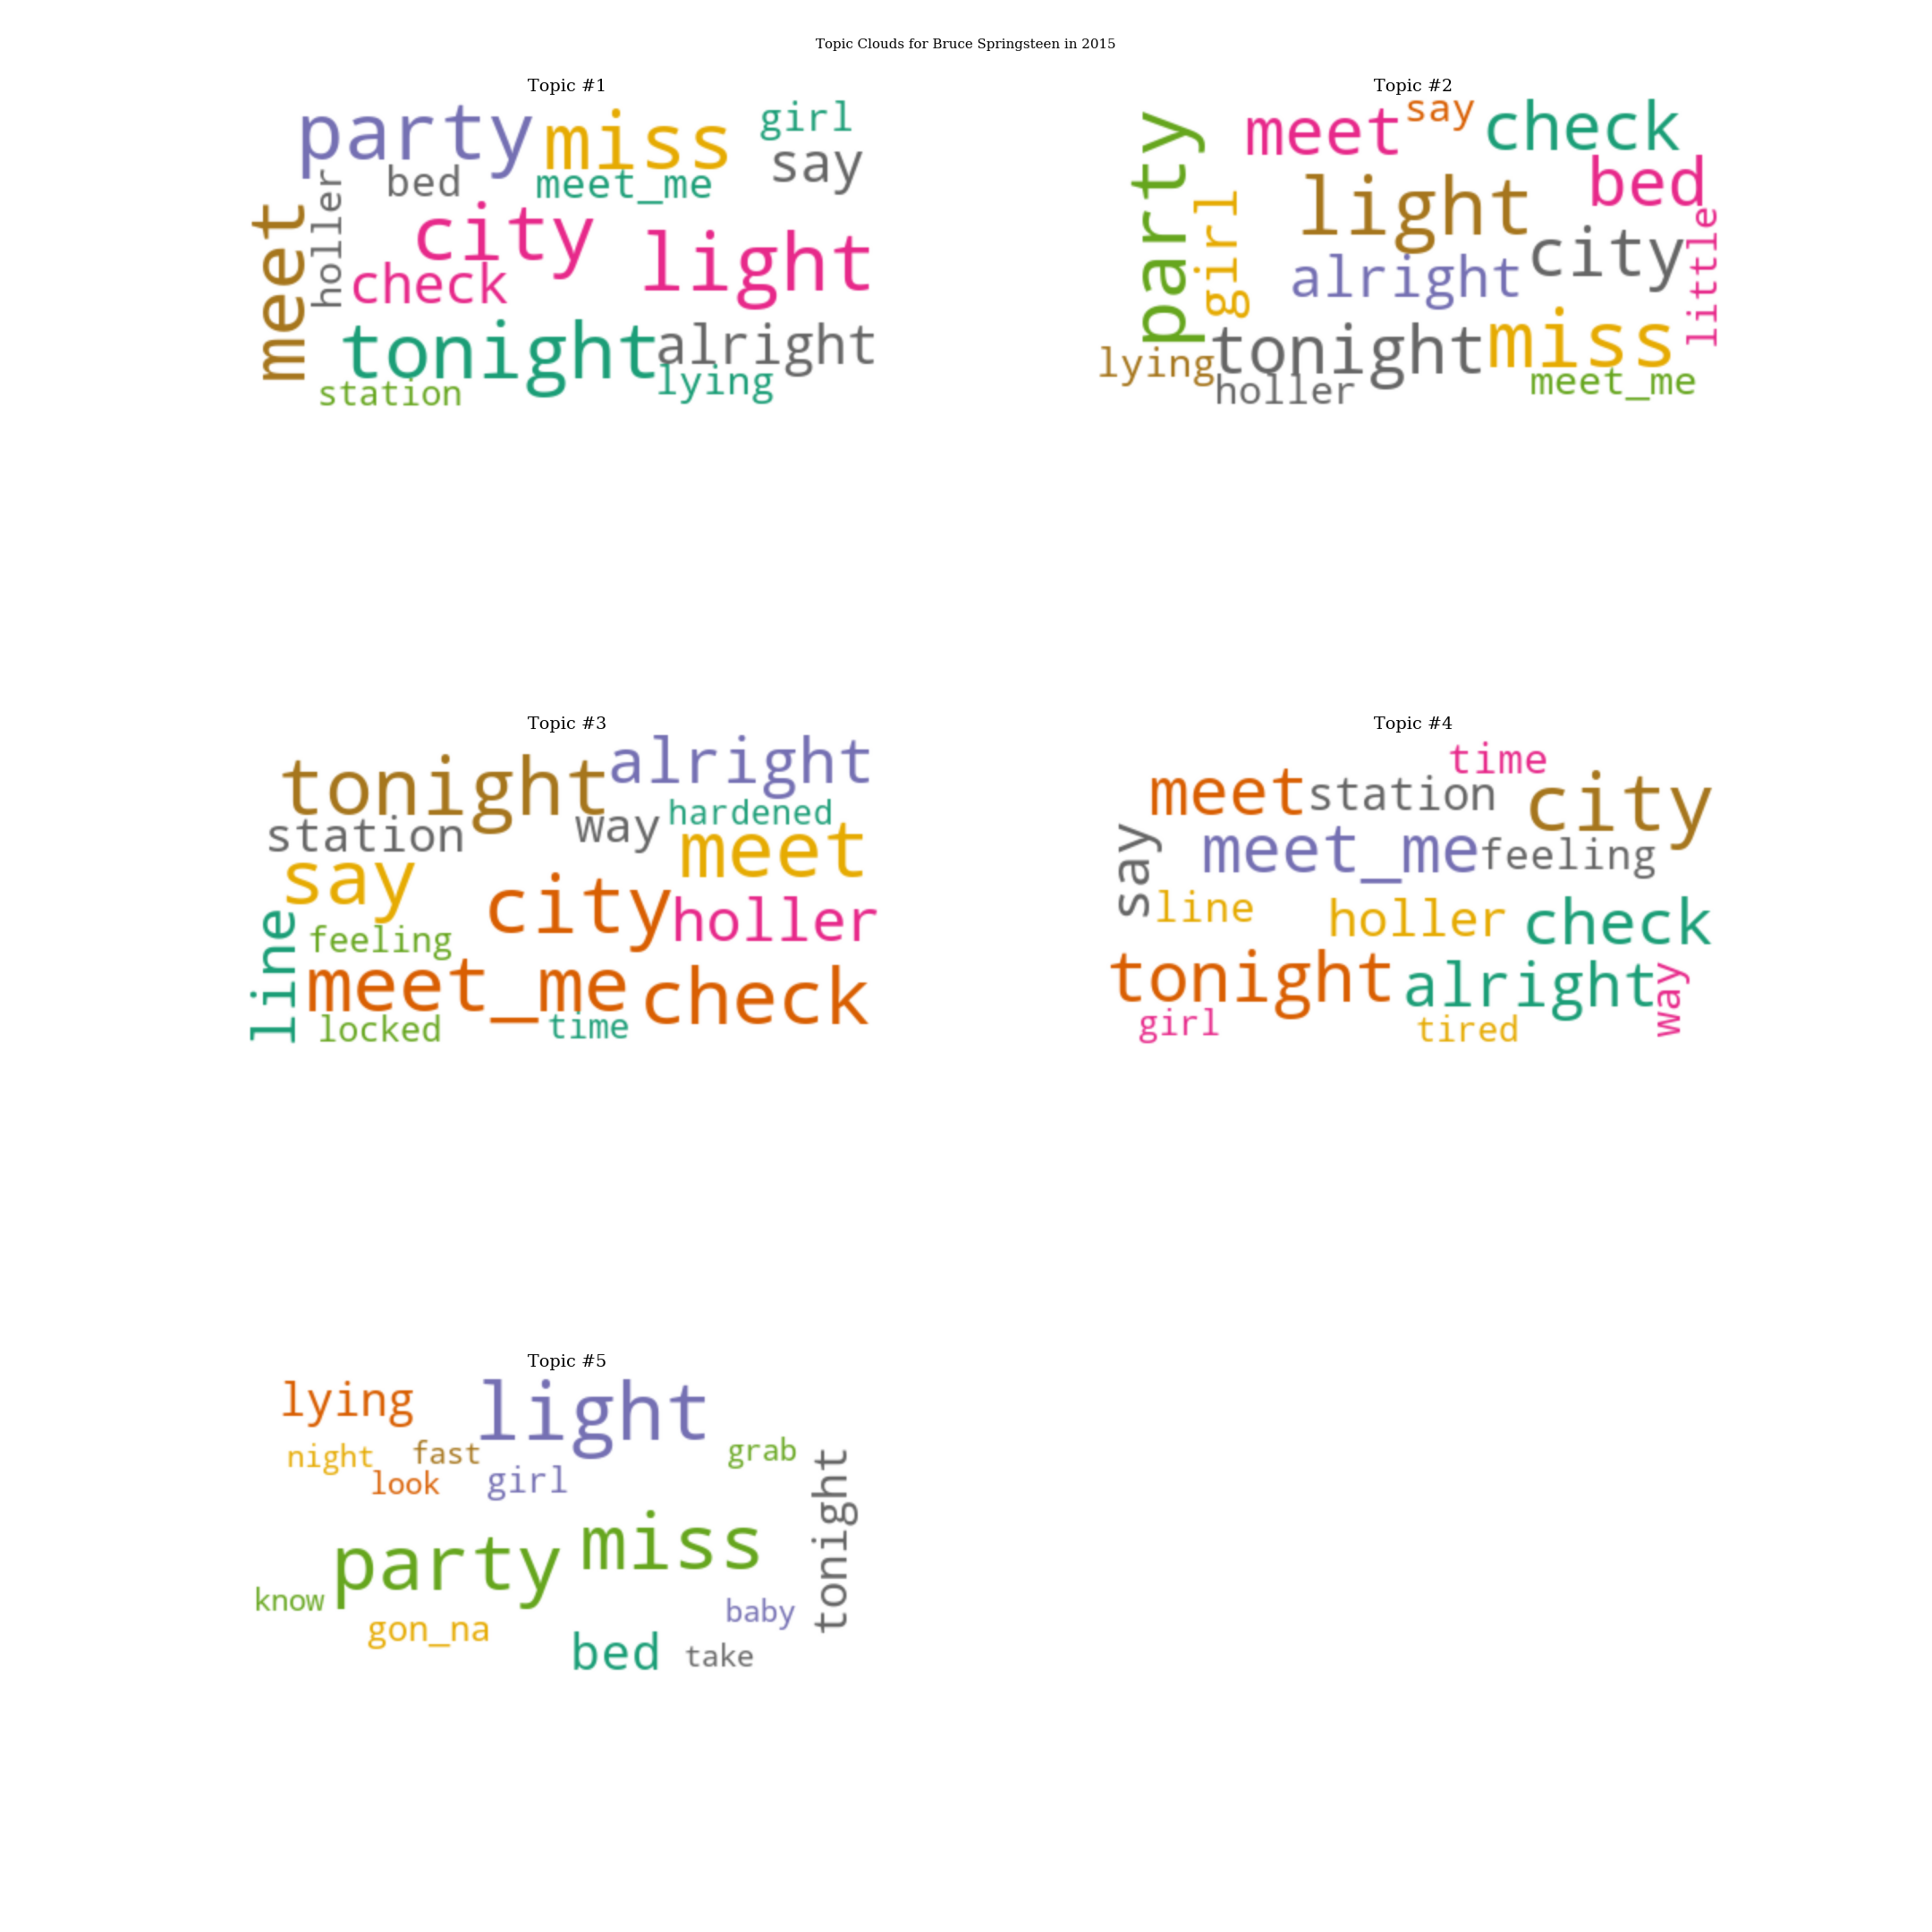 Topic Clouds for Bruce Springsteen in 2015
Topic #1
party miss girl
say
bed meet_me
holler
meet
city light
check
tonight alright
station lying
Topic #2
party meet say check
bed
light
girl
little
city
alright
tonight miss
lying
holler meet_me
Topic #3
tonight alright
station way hardened
meet
say
city holler
line
feeling
meet_me check
locked time
Topic #4
time
meet station city
say
meet_me feeling
line holler check
tonight alright way
girl tired
Topic #5
lying light
night fast grab
look girl
tonight
party miss
know baby
gon_na
bed take